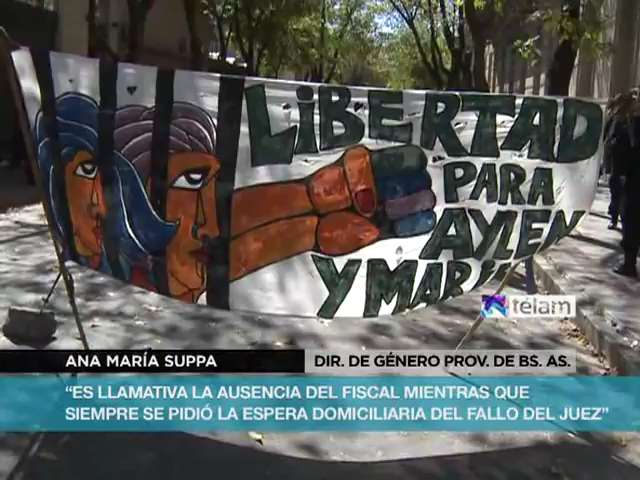 LIBERTAD
PARA
AYLEN
Y MAR
télam
ANA MARÍA SUPPA
DIR. DE GÉNERO PROV. DE BS. AS.
“ES LLAMATIVA LA AUSENCIA DEL FISCAL MIENTRAS QUE
SIEMPRE SE PIDIÓ LA ESPERA DOMICILIARIA DEL FALLO DEL JUEZ”